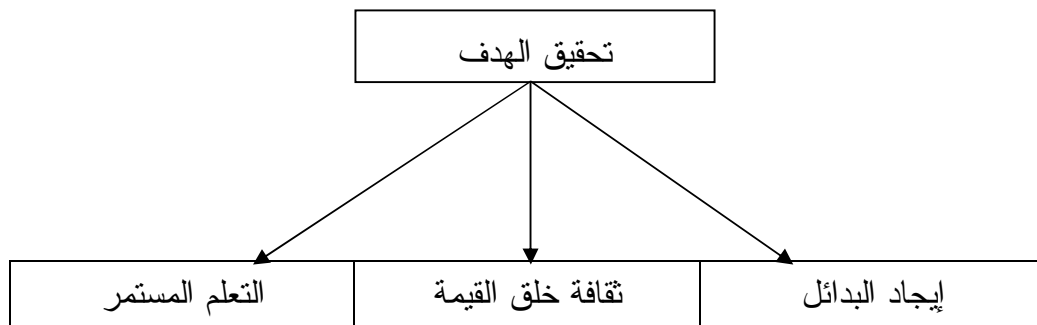 تحقيق الهدف
إيجاد البدائل
ثقافة خلق القيمة
التعلم المستمر